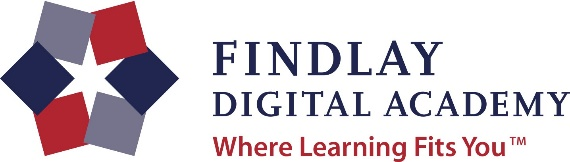 FINDLAY
DIGITAL ACADEMY
Where Learning Fits You™